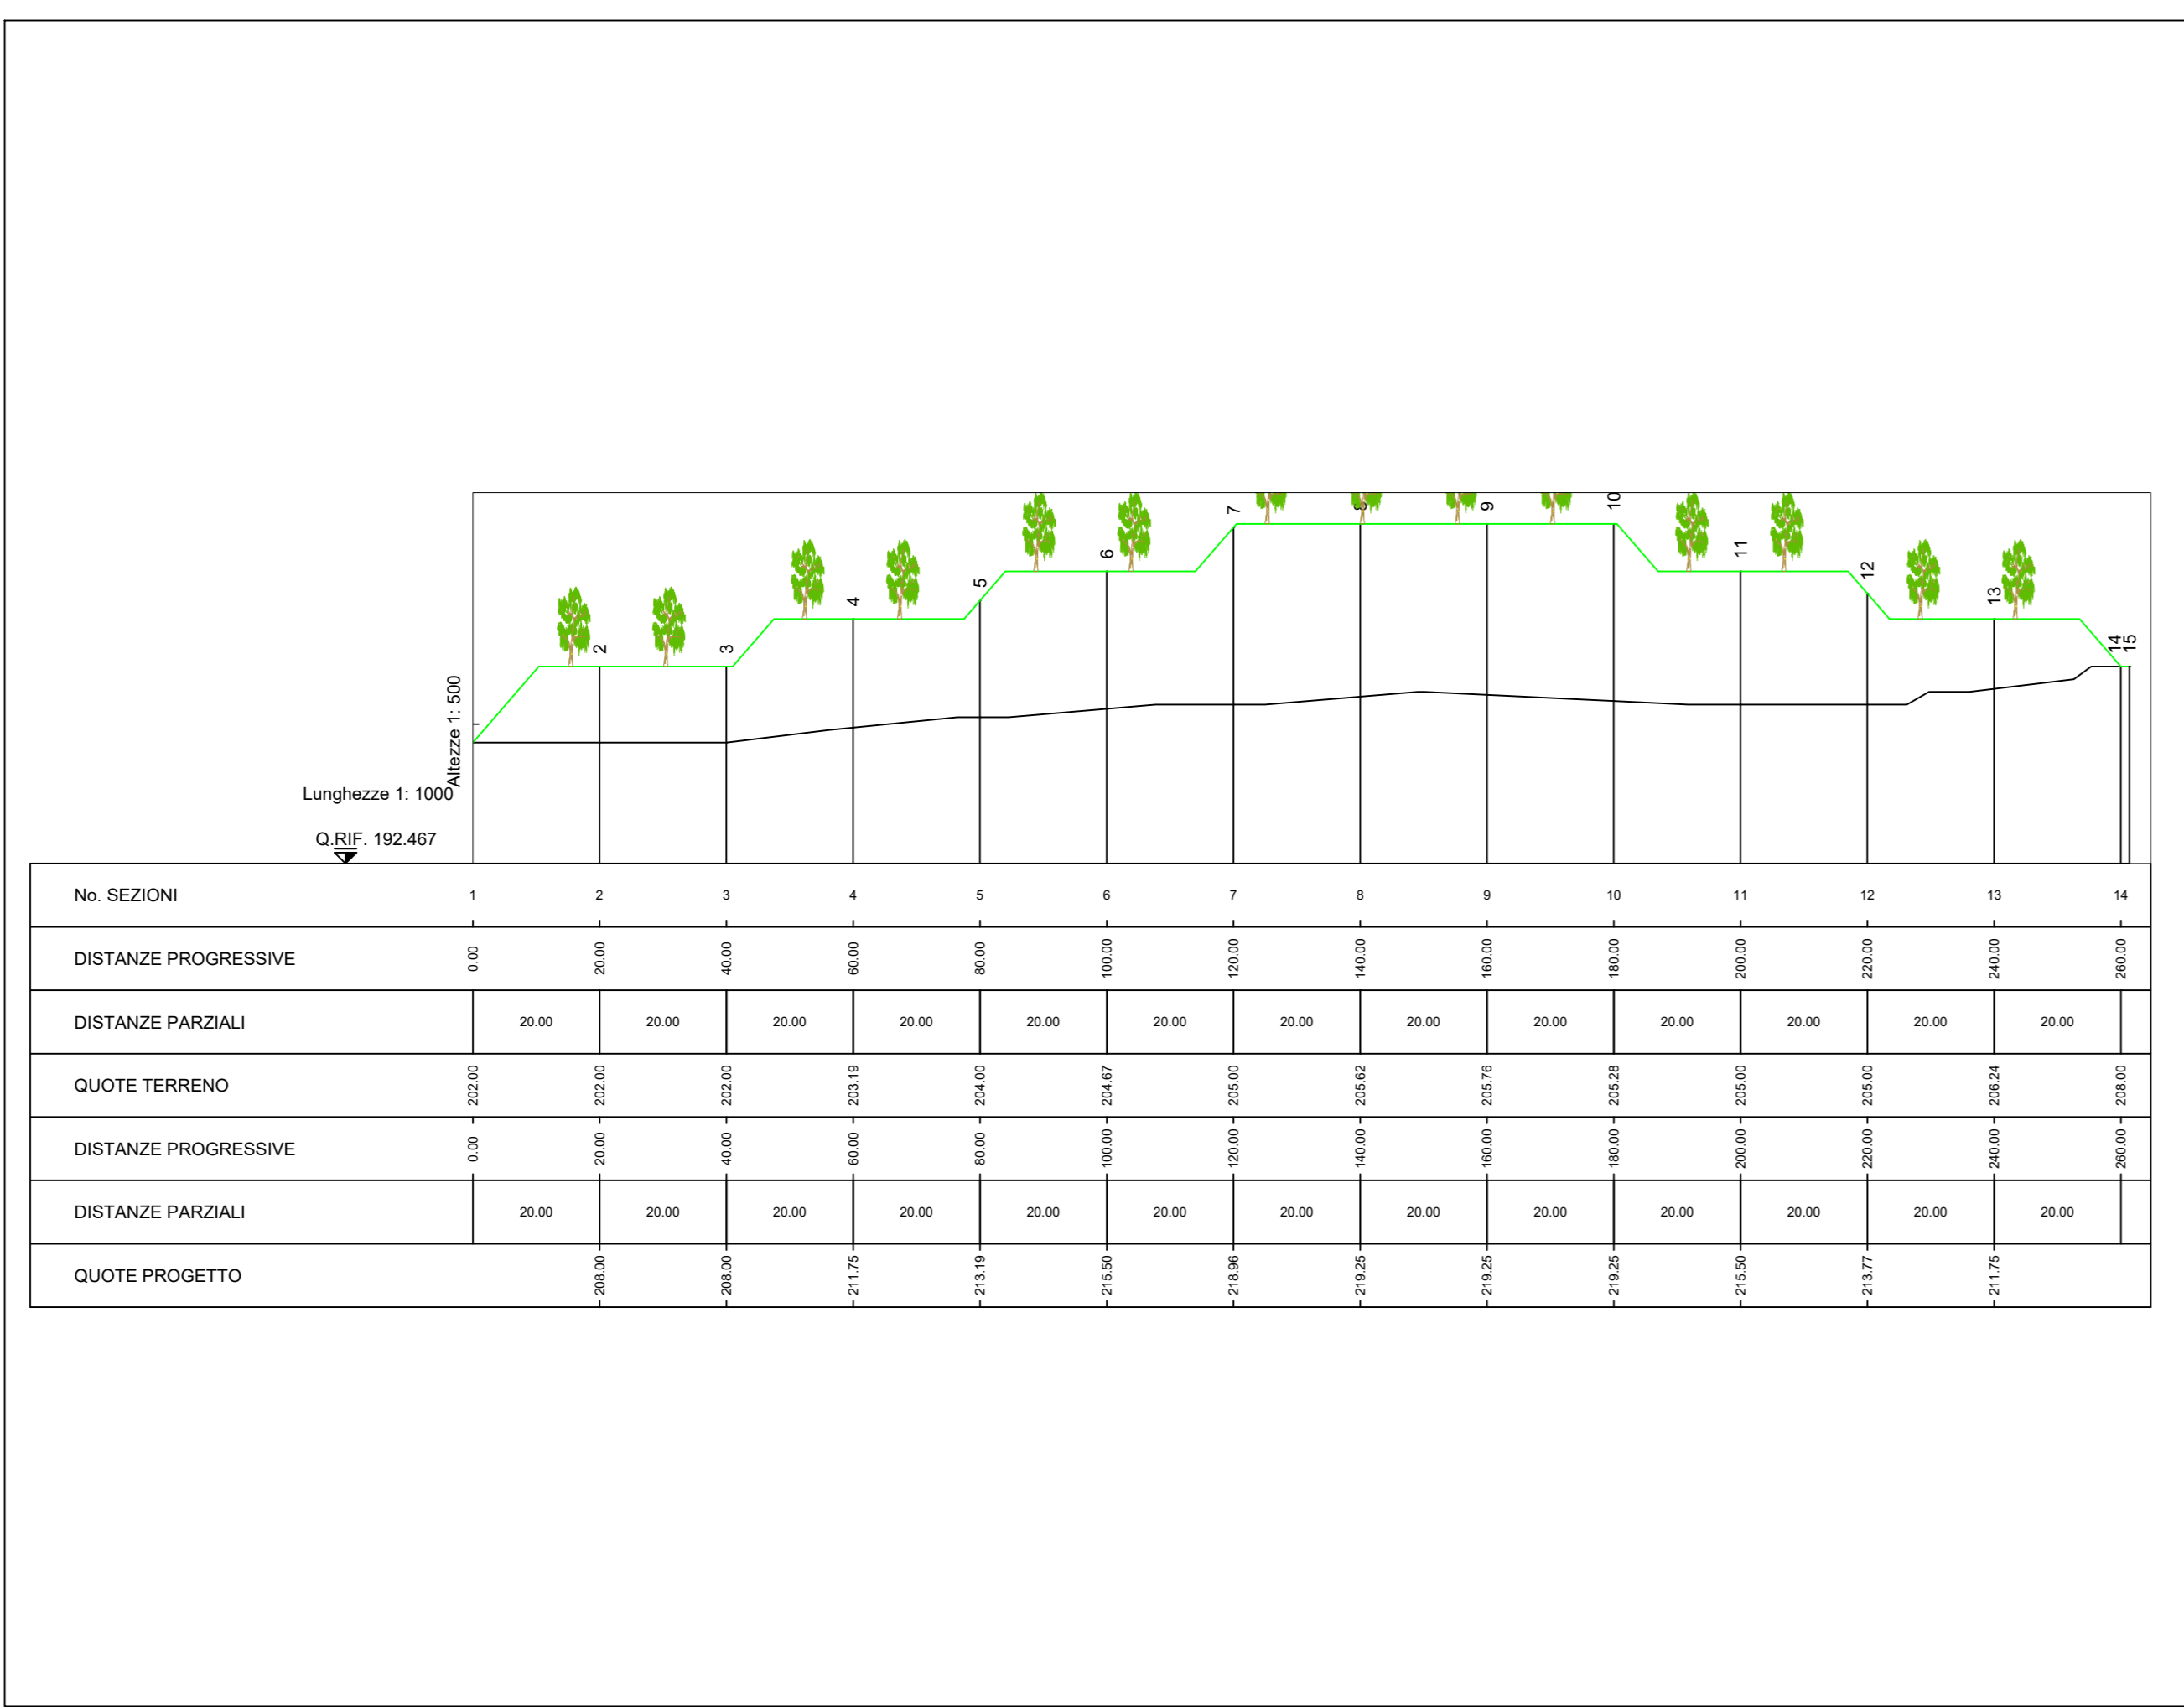 7
8
9
10
6
11
12
5
4
13
2
3
14
15
Altezze 1: 500
Lunghezze 1: 1000
Q.RIF. 192.467
No. SEZIONI 1 2 3 4 5 6 7 8 9 10 11 12 13 14
DISTANZE PROGRESSIVE 0.00 20.00 40.00 60.00 80.00 100.00 120.00 140.00 160.00 180.00 200.00 220.00 240.00 260.00
DISTANZE PARZIALI 20.00 20.00 20.00 20.00 20.00 20.00 20.00 20.00 20.00 20.00 20.00 20.00 20.00
QUOTE TERRENO 202.00 202.00 202.00 203.19 204.00 204.67 205.00 205.62 205.76 205.28 205.00 205.00 206.24 208.00
DISTANZE PROGRESSIVE 0.00 20.00 40.00 60.00 80.00 100.00 120.00 140.00 160.00 180.00 200.00 220.00 240.00 260.00
DISTANZE PARZIALI 20.00 20.00 20.00 20.00 20.00 20.00 20.00 20.00 20.00 20.00 20.00 20.00 20.00
QUOTE PROGETTO 208.00 208.00 211.75 213.19 215.50 218.96 219.25 219.25 219.25 215.50 213.77 211.75